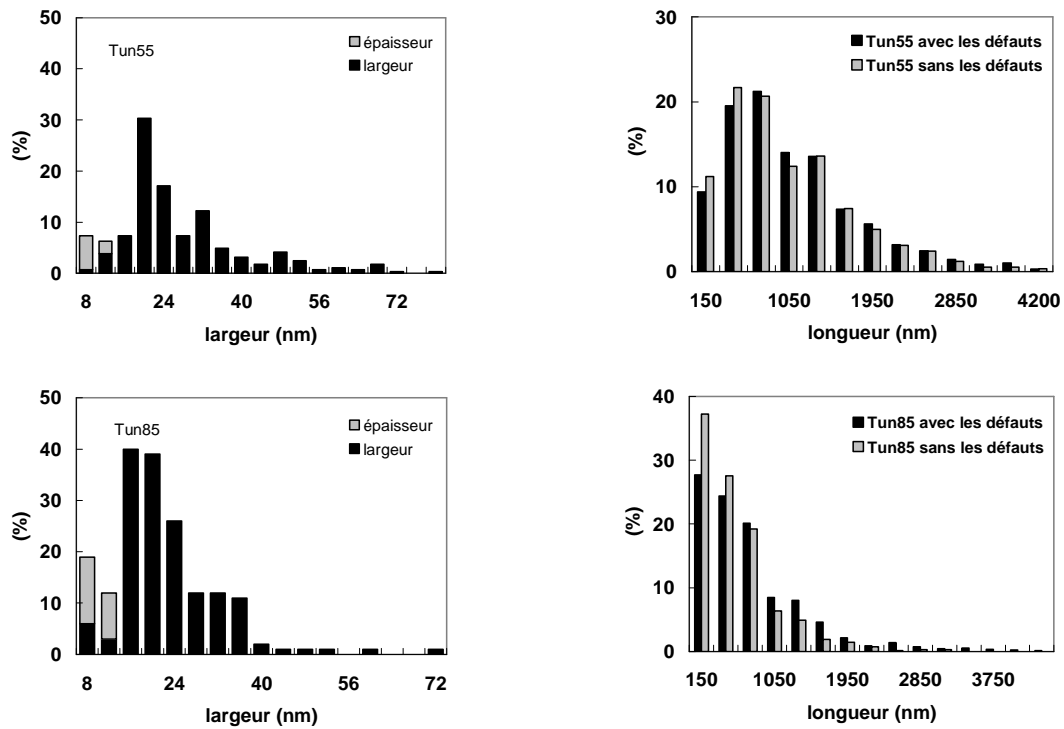 50
40
30
20
10
0
(%)
Tun55
épaisseur
largeur
8 24 40 56 72
largeur (nm)
30
20
10
0
(%)
Tun55 avec les défauts
Tun55 sans les défauts
150 1050 1950 2850 4200
longueur (nm)
50
40
30
20
10
0
(%)
Tun85
épaisseur
largeur
8 24 40 56 72
largeur (nm)
40
30
20
10
0
(%)
Tun85 avec les défauts
Tun85 sans les défauts
150 1050 1950 2850 3750
longueur (nm)